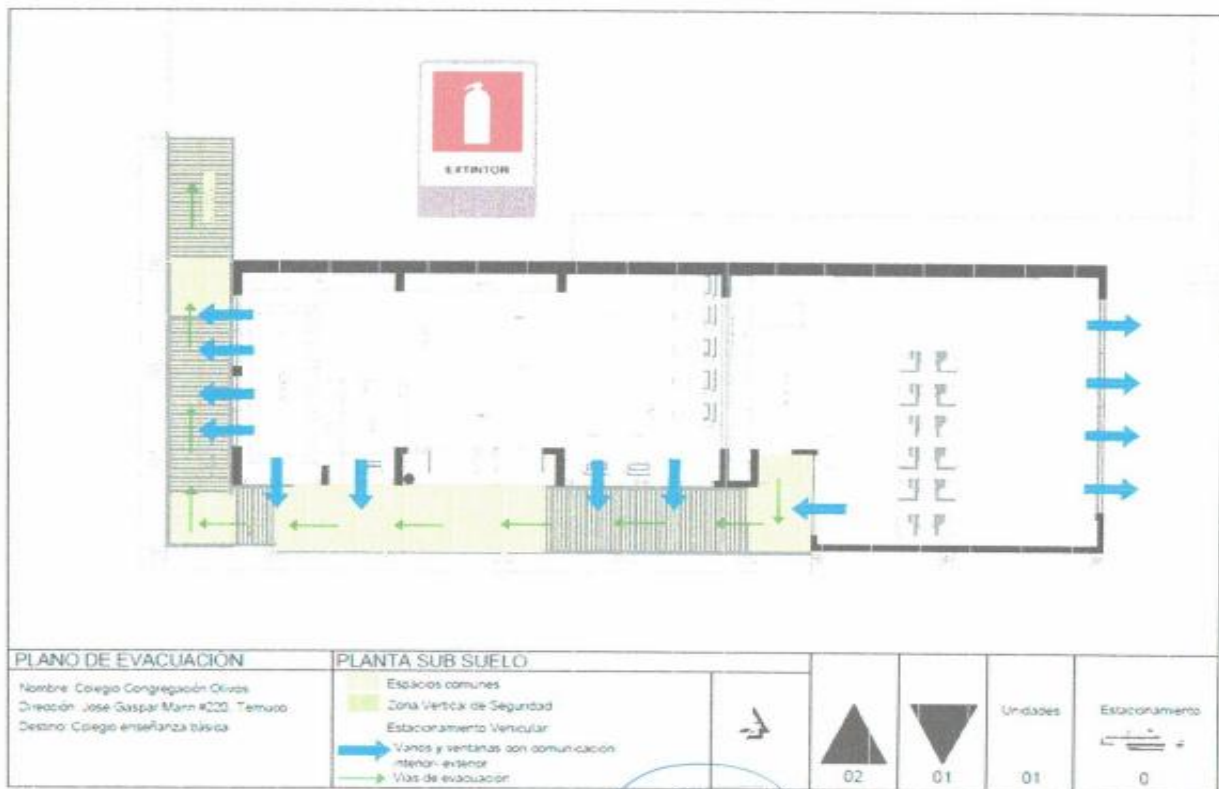 EXTINTOR
PLANO DE EVACUACIÓN
Nombre: Colegio Congregación Olivos
Dirección: José Gaspar Marin #220. Temuco
Destino: Colegio enseñanza básica
PLANTA SUB SUELO
Espacios comunes
Zona Vertical de Seguridad
Estacionamiento Vehicular
Vanos y ventanas con comunicación
interior- exterior
Vías de evacuación
02
01
Unidades
01
Estacionamiento
0